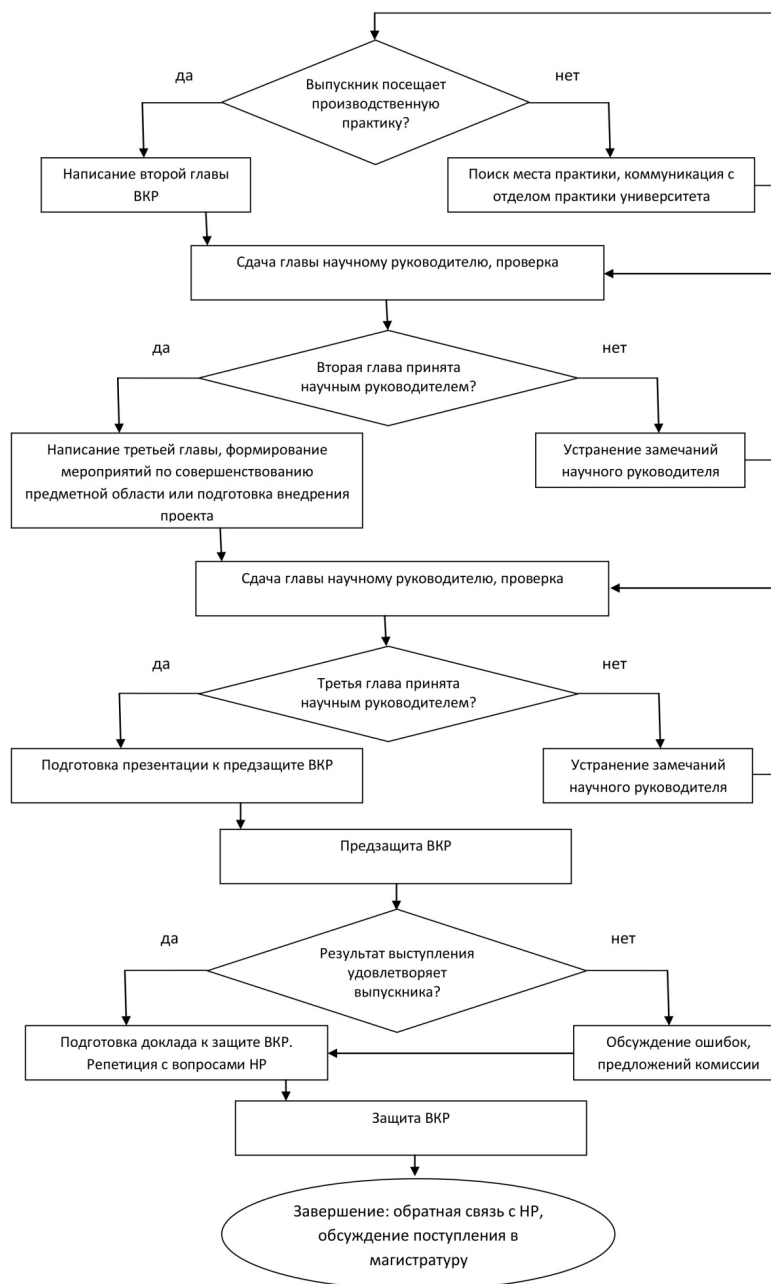 да
Выпускник посещает
производственную
практику?
нет
Написание второй главы
ВКР
Поиск места практики, коммуникация с
отделом практики университета
Сдача главы научному руководителю, проверка
да
Вторая глава принята
научным руководителем?
нет
Написание третьей главы, формирование
мероприятий по совершенствованию
предметной области или подготовка внедрения
проекта
Устранение замечаний
научного руководителя
Сдача главы научному руководителю, проверка
да
Третья глава принята
научным руководителем?
нет
Подготовка презентации к предзащите ВКР
Устранение замечаний
научного руководителя
Предзащита ВКР
да
Результат выступления
удовлетворяет
выпускника?
нет
Подготовка доклада к защите ВКР.
Репетиция с вопросами НР
Обсуждение ошибок,
предложений комиссии
Защита ВКР
Завершение: обратная связь с НР,
обсуждение поступления в
магистратуру